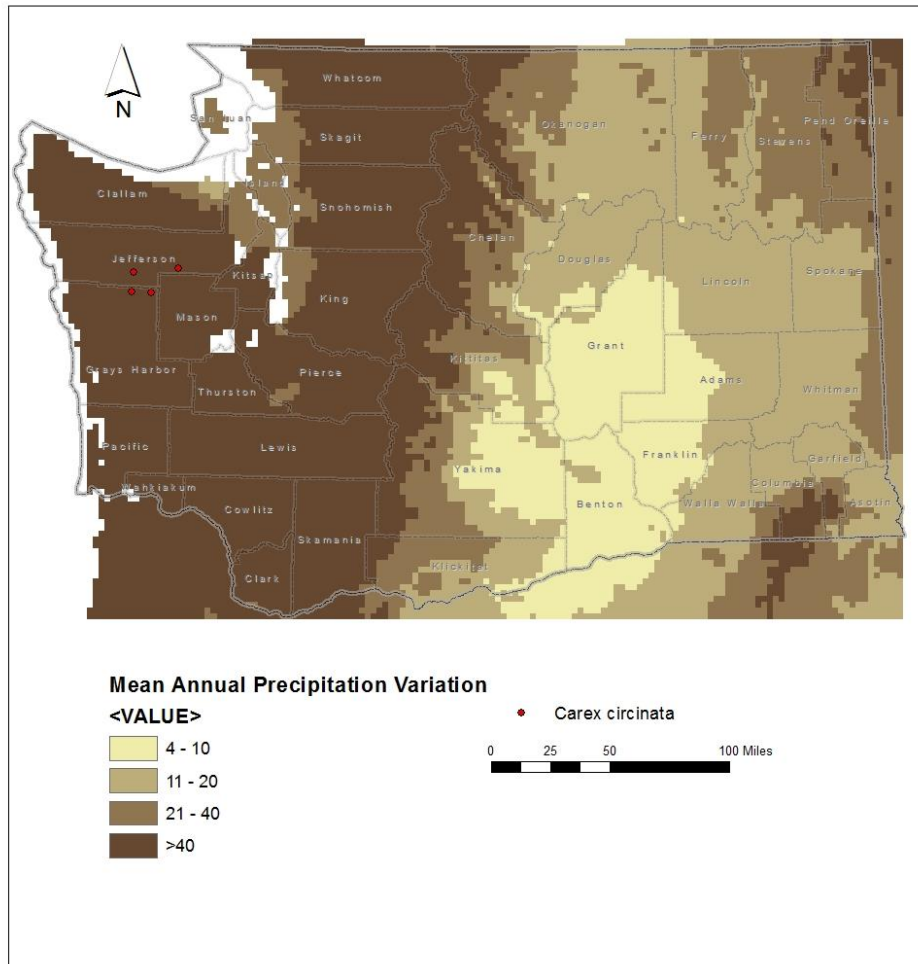 Whatcom
San Juan
Skagit
Okanogan
Ferry
Stevens
Pend Oreille
Island
Clallam
Snohomish
Chelan
Jefferson
Kitsap
Douglas
Lincoln
Spokane
King
Mason
Grant
Grays Harbor
Kittitas
Pierce
Adams
Whitman
Thurston
Pacific
Lewis
Yakima
Franklin
Garfield
Wahkiakum
Columbia
Cowlitz
Benton
Walla Walla
Asotin
Skamania
Klickitat
Clark
N
Mean Annual Precipitation Variation
<VALUE>
4 - 10
11 - 20
21 - 40
>40
Carex circinata
0 25 50 100 Miles